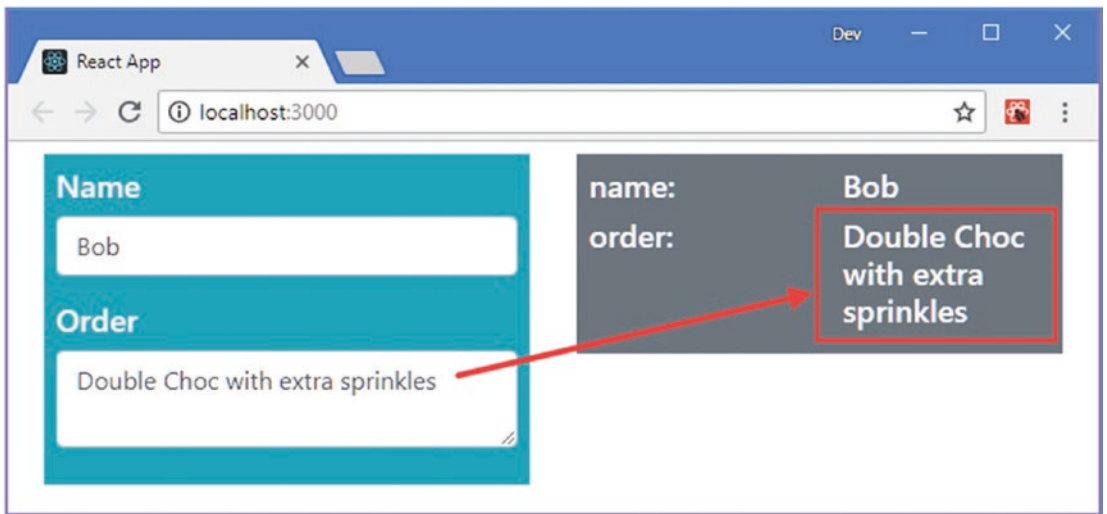 Dev
React App
localhost:3000
Name
Bob
Order
Double Choc with extra sprinkles
name: Bob
order: Double Choc
with extra
sprinkles